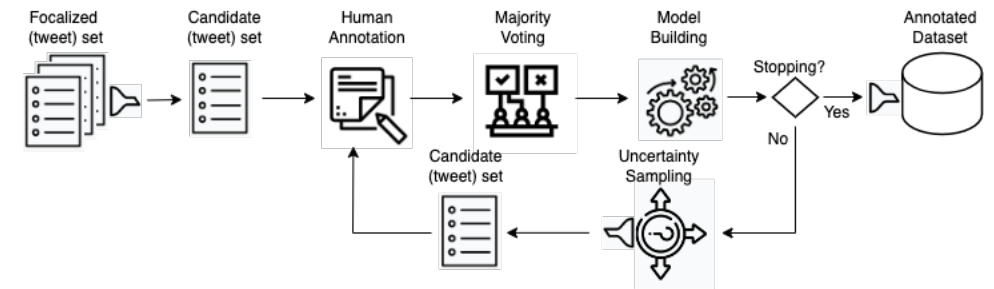 Focalized
(tweet) set
Candidate
(tweet) set
Human
Annotation
Majority
Voting
Model
Building
Stopping?
Annotated
Dataset
Yes
No
Candidate
(tweet) set
Uncertainty
Sampling